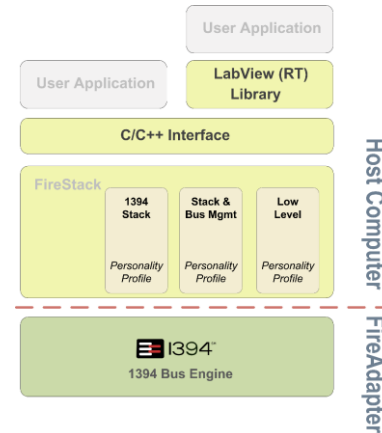 User Application
User Application
LabView (RT)
Library
C/C++ Interface
FireStack
1394
Stack
Personality
Profile
Stack &
Bus Mgmt
Personality
Profile
Low
Level
Personality
Profile
Host Computer
FireAdapter
1394™
1394 Bus Engine